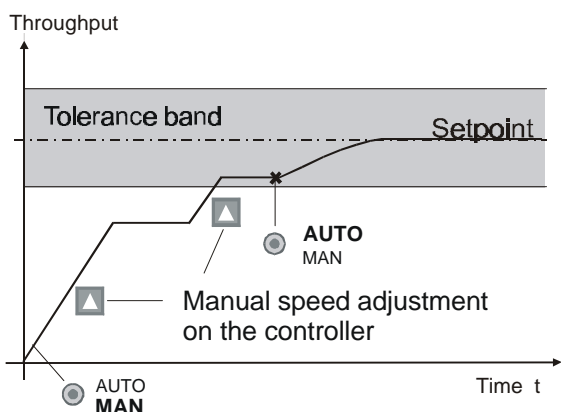 Throughput
Tolerance band
Setpoint
AUTO
MAN
Manual speed adjustment
on the controller
AUTO
MAN
Time t